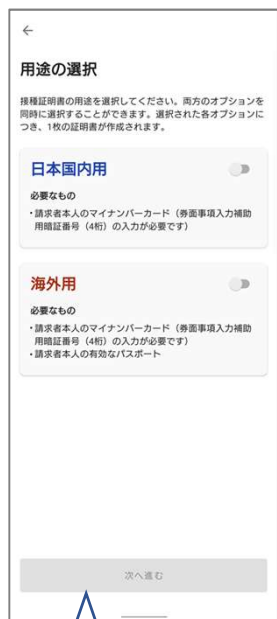 用途の選択
接種証明書の用途を選択してください。両方のオプションを
同時に選択することができます。選択された各オプションに
つき、1枚の証明書が作成されます。
日本国内用
必要なもの
・請求者本人のマイナンバーカード（券面事項入力補助
用暗証番号（4桁）の入力が必要です）
海外用
必要なもの
・請求者本人のマイナンバーカード（券面事項入力補助
用暗証番号（4桁）の入力が必要です）
・請求者本人の有効なパスポート
次へ進む